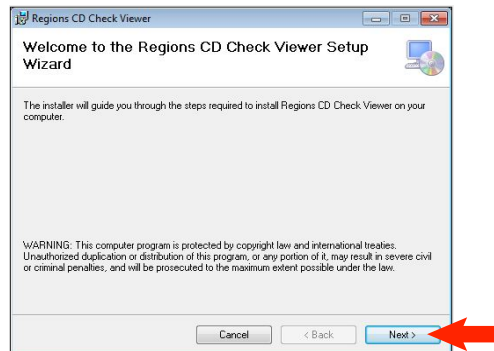 Regions CD Check Viewer
Welcome to the Regions CD Check Viewer Setup
Wizard
The installer will guide you through the steps required to install Regions CD Check Viewer on your
computer.
WARNING: This computer program is protected by copyright law and international treaties.
Unauthorized duplication or distribution of this program, or any portion of it, may result in severe civil
or criminal penalties, and will be prosecuted to the maximum extent possible under the law.
Cancel < Back Next >